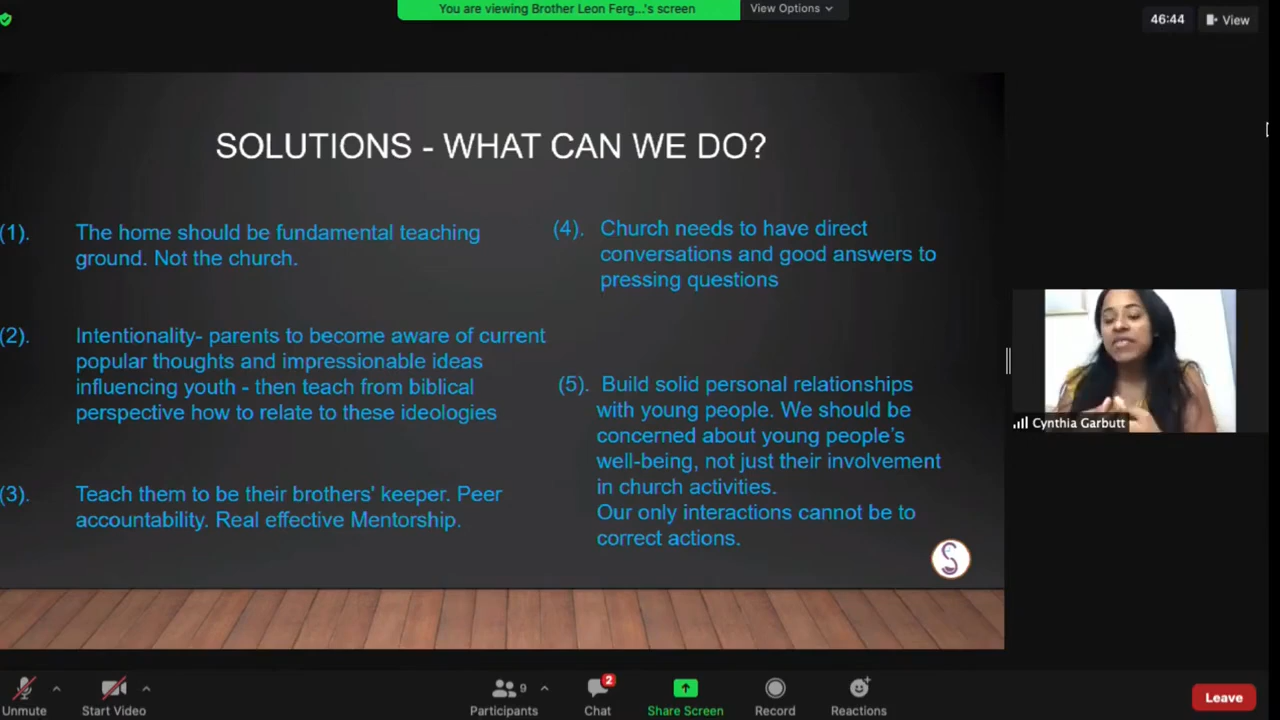 You are viewing Brother Leon Ferg...'s screen
View Options
46:44
View
SOLUTIONS - WHAT CAN WE DO?
(1). The home should be fundamental teaching
ground. Not the church.
(2). Intentionality- parents to become aware of current
popular thoughts and impressionable ideas
influencing youth - then teach from biblical
perspective how to relate to these ideologies
(3). Teach them to be their brothers' keeper. Peer
accountability. Real effective Mentorship.
(4). Church needs to have direct
conversations and good answers to
pressing questions
(5). Build solid personal relationships
with young people. We should be
concerned about young people's
well-being, not just their involvement
in church activities.
Our only interactions cannot be to
correct actions.
S
Cynthia Garbutt
Unmute
Start Video
9
Participants
2
Chat
Share Screen
Record
Reactions
Leave